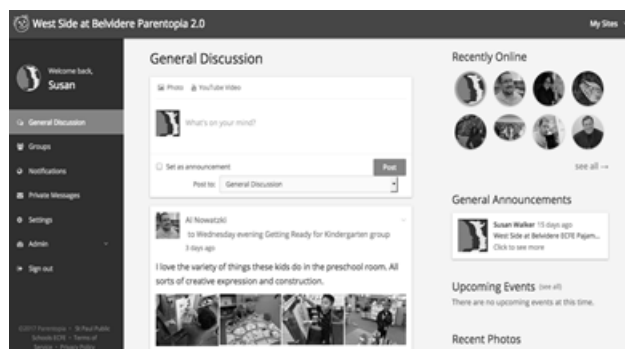 West Side at Belvidere Parentopia 2.0
My Sites
Welcome back,
Susan
General Discussion
Groups
Notifications
Private Messages
Settings
Admin
Sign out
©2017 Parentopia • St Paul Public
Schools ECFE • Terms of
Service • Privacy Policy
General Discussion
Photo
YouTube Video
What's on your mind?
Set as announcement
Post
Post to:
General Discussion
Al Nowatzki
to Wednesday evening Getting Ready for Kindergarten group
3 days ago
I love the variety of things these kids do in the preschool room. All
sorts of creative expression and construction.
Recently Online
see all →
General Announcements
Susan Walker 15 days ago
West Side at Belvidere ECFE Pajam...
Click to see more
Upcoming Events (see all)
There are no upcoming events at this time.
Recent Photos